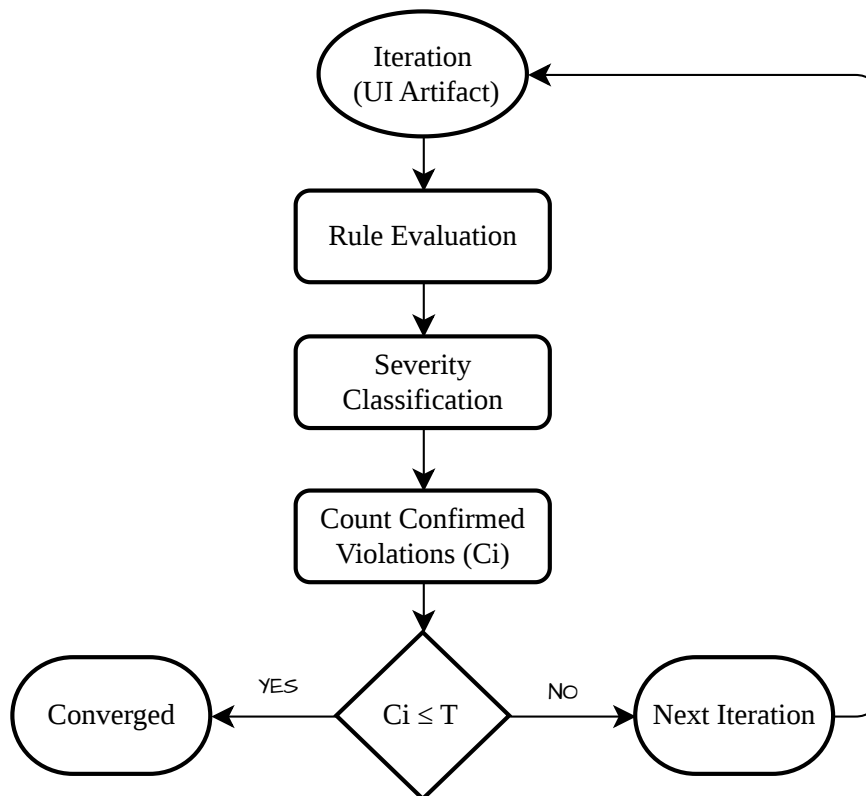 Iteration
(UI Artifact)
Rule Evaluation
Severity
Classification
Count Confirmed
Violations (Ci)
YES
NO
Converged
Ci ≤ T
Next Iteration